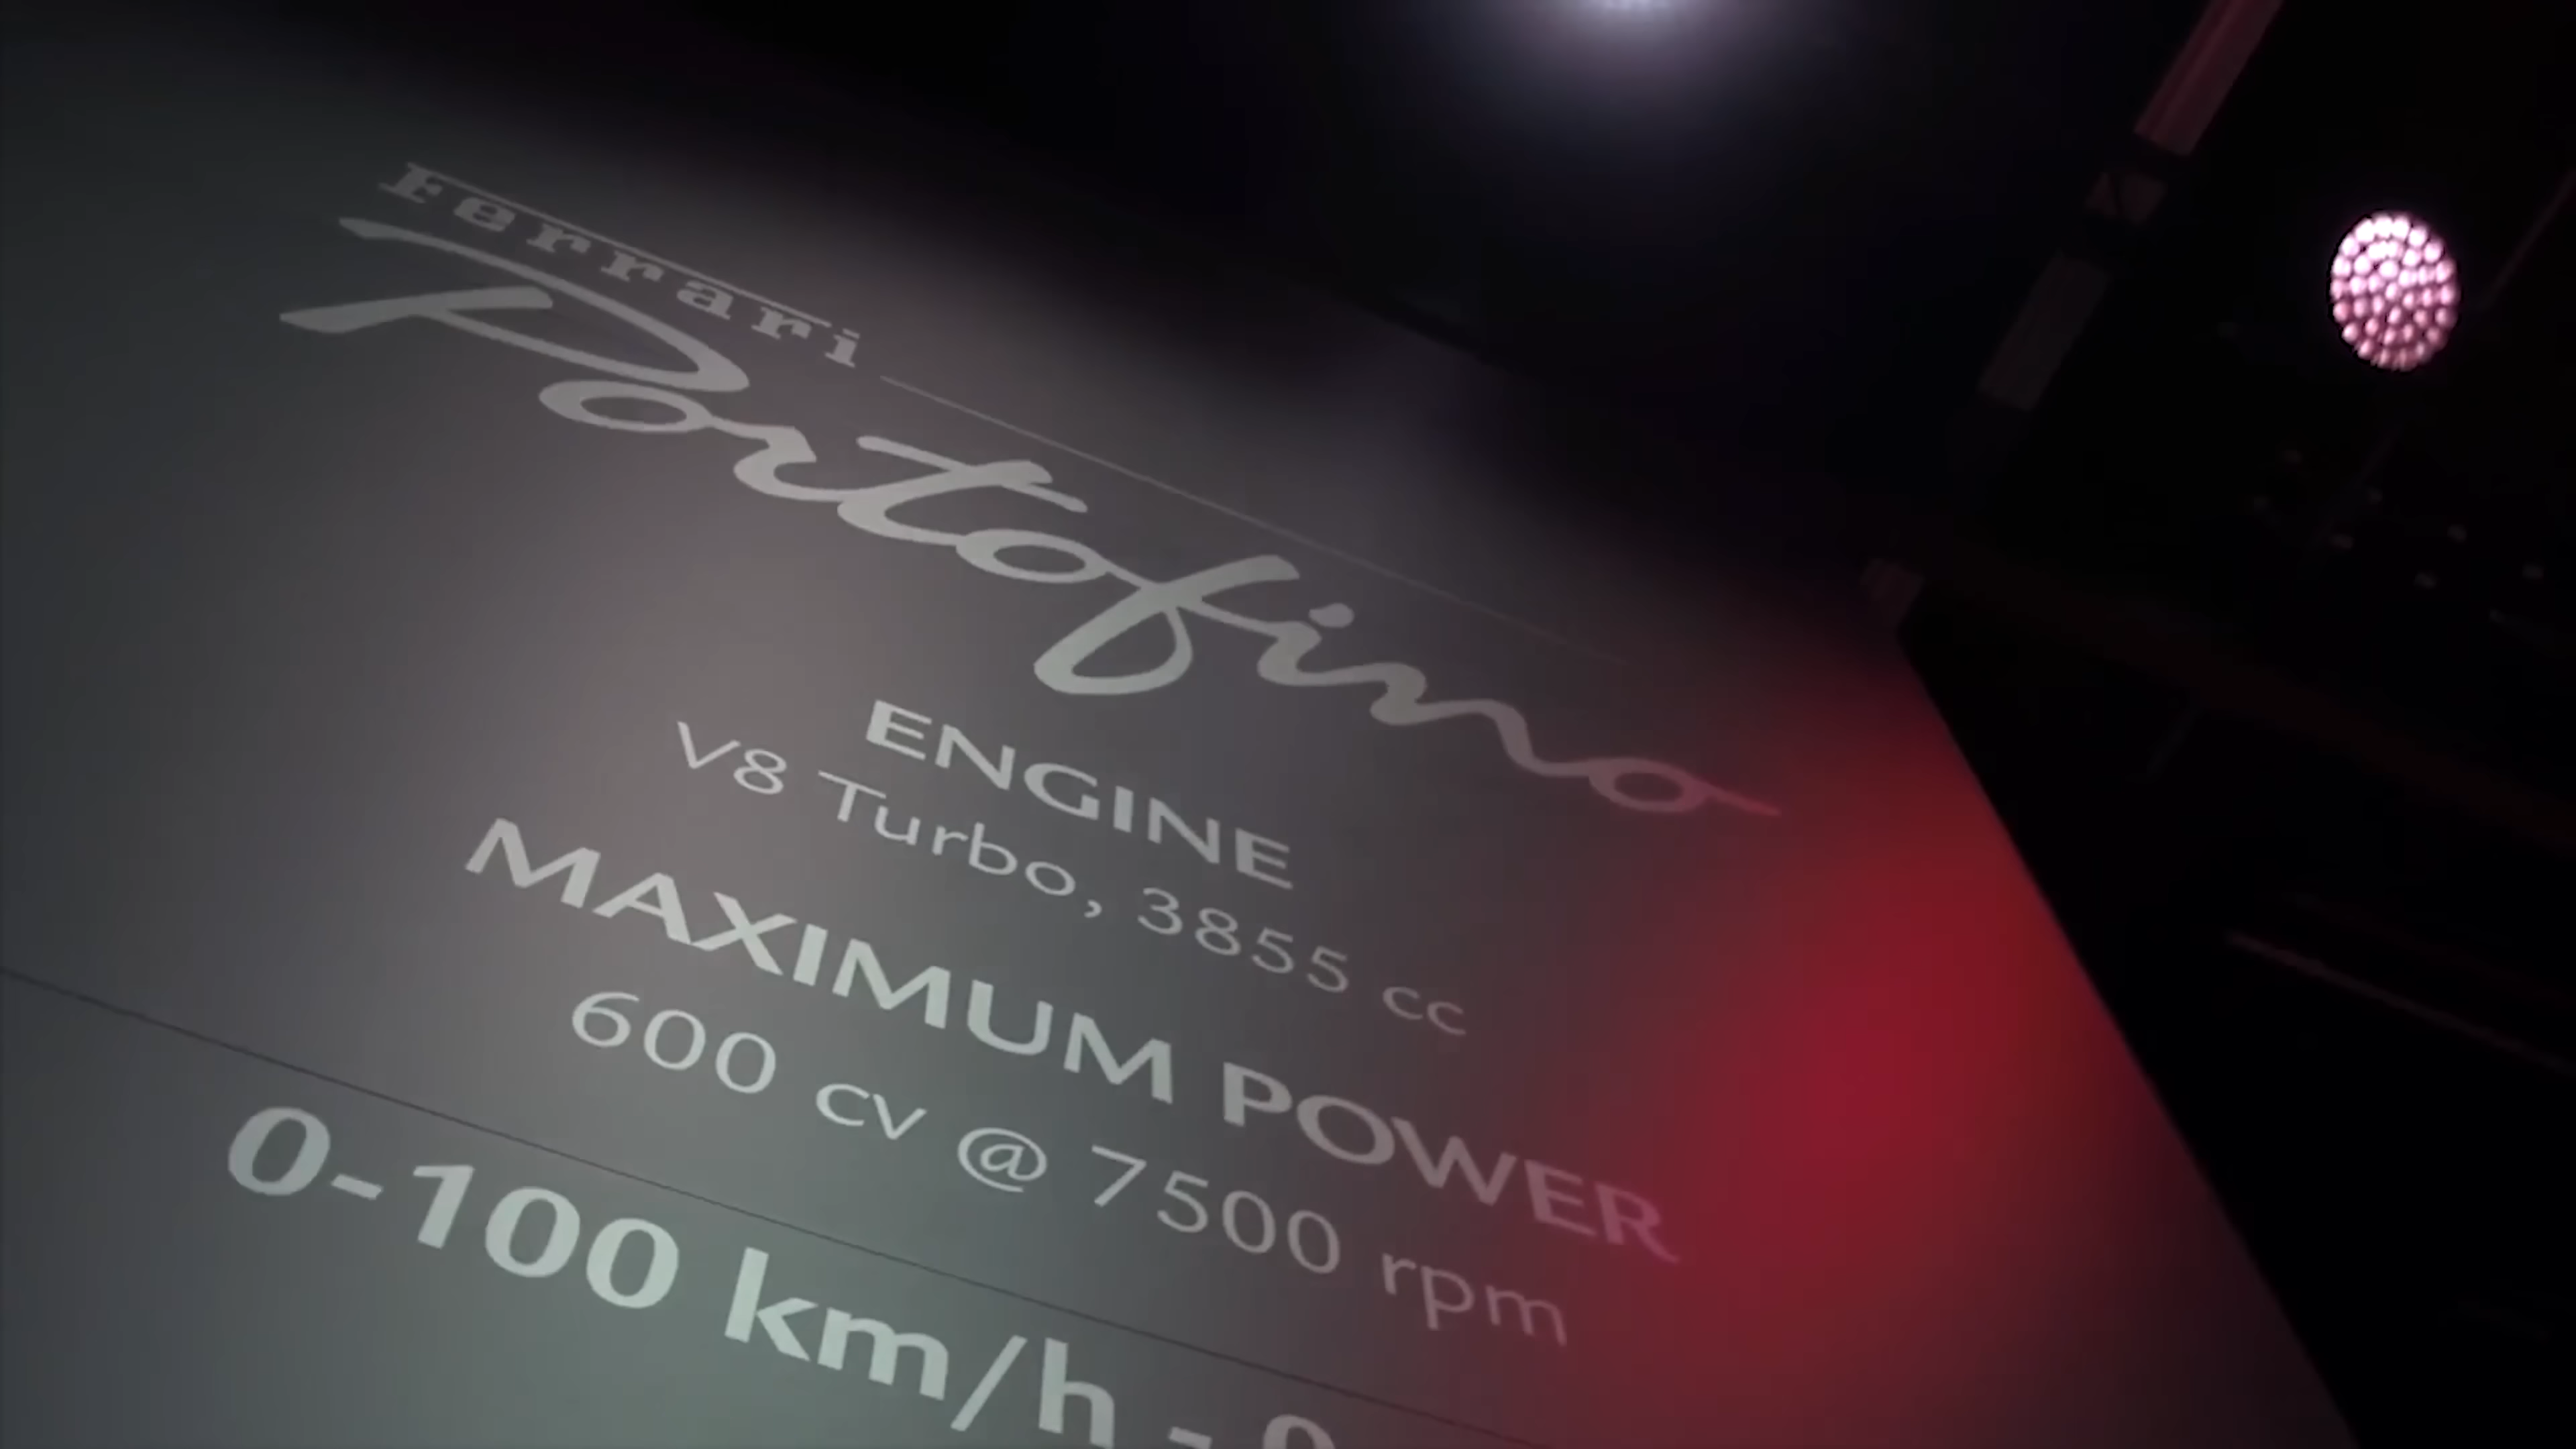 Ferrari
Portofino
ENGINE
V8 Turbo, 3855 cc
MAXIMUM POWER
600 cv @ 7500 rpm
0-100 km/h -